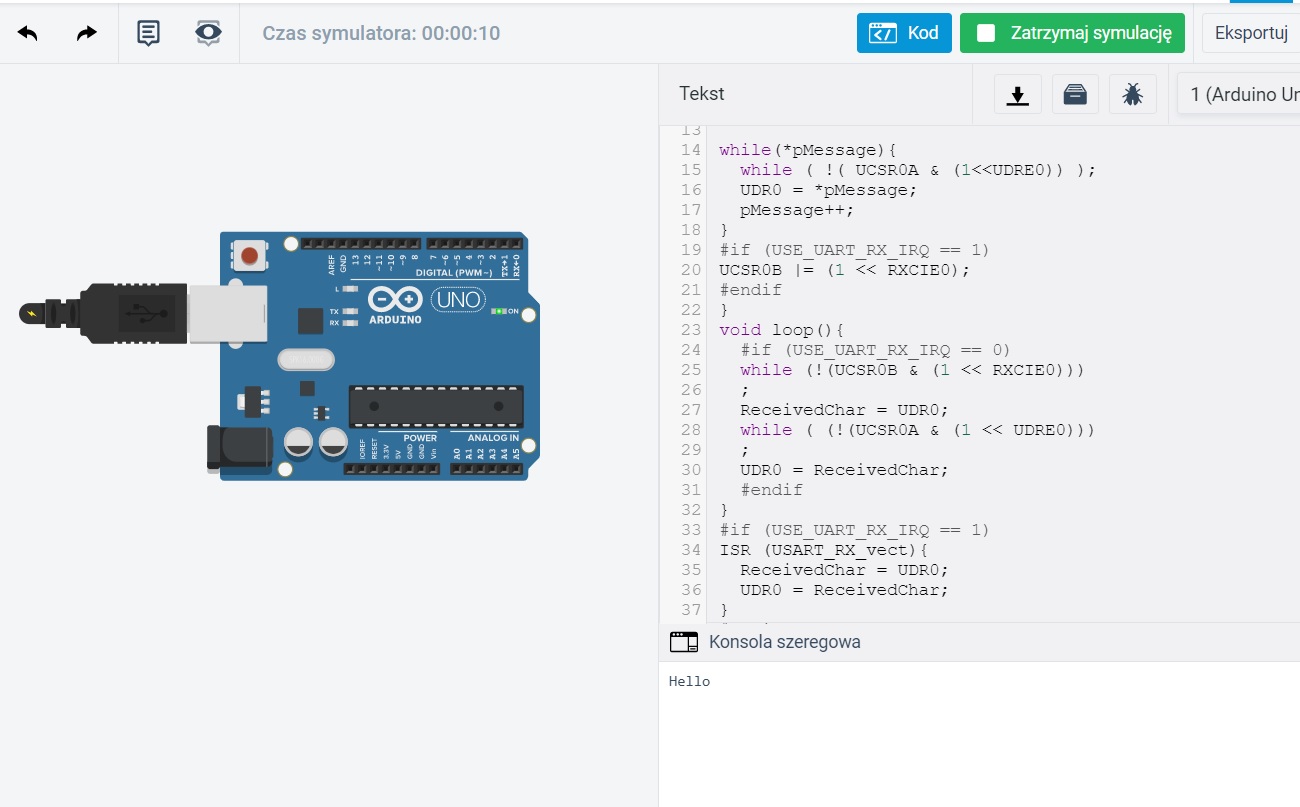 Czas symulatora: 00:00:10
Kod
Zatrzymaj symulację
Eksportuj
Tekst
1 (Arduino Un
13
14 while(*pMessage){
15 while ( !( UCSR0A & (1<<UDRE0)) );
16 UDR0 = *pMessage;
17 pMessage++;
18 }
19 #if (USE_UART_RX_IRQ == 1)
20 UCSR0B |= (1 << RXCIE0);
21 #endif
22 }
23 void loop(){
24 #if (USE_UART_RX_IRQ == 0)
25 while (!(UCSR0B & (1 << RXCIE0)))
26 ;
27 ReceivedChar = UDR0;
28 while ( (!(UCSR0A & (1 << UDRE0)))
29 ;
30 UDR0 = ReceivedChar;
31 #endif
32 }
33 #if (USE_UART_RX_IRQ == 1)
34 ISR (USART_RX_vect){
35 ReceivedChar = UDR0;
36 UDR0 = ReceivedChar;
37 }
Konsola szeregowa
Hello
AREF
GND
13
12
~11
~10
~9
8
7
~6
~5
4
~3
2
TX→1
RX←0
DIGITAL (PWM~)
L
TX
RX
UNO
ARDUINO
ON
POWER
ANALOG IN
IOREF
RESET
3.3V
5V
GND
GND
Vin
A0
A1
A2
A3
A4
A5